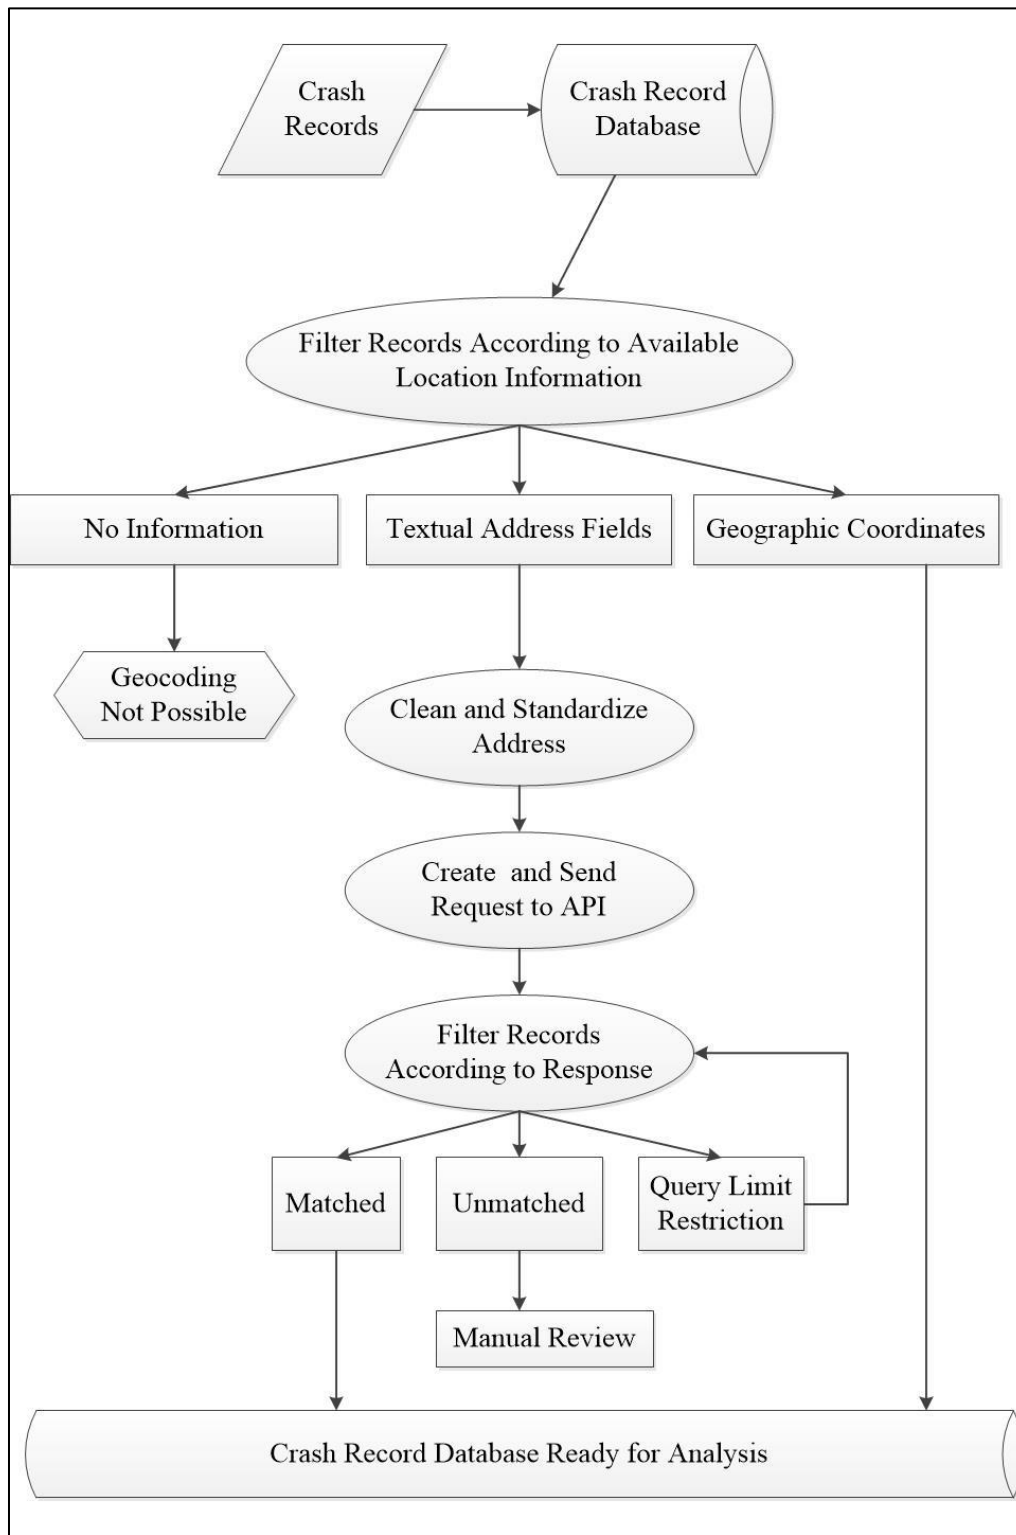 Crash
Records
Crash Record
Database
Filter Records According to Available
Location Information
No Information
Textual Address Fields
Geographic Coordinates
Geocoding
Not Possible
Clean and Standardize
Address
Create  and Send
Request to API
Filter Records
According to Response
Matched
Unmatched
Query Limit
Restriction
Manual Review
Crash Record Database Ready for Analysis